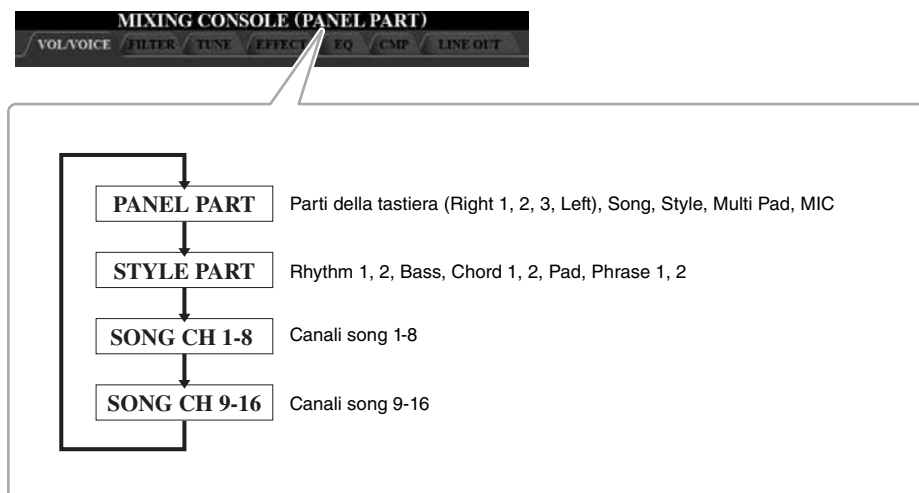 MIXING CONSOLE (PANEL PART)
VOL/VOICE FILTER TUNE EFFECT EQ CMP LINE OUT
PANEL PART Parti della tastiera (Right 1, 2, 3, Left), Song, Style, Multi Pad, MIC
STYLE PART Rhythm 1, 2, Bass, Chord 1, 2, Pad, Phrase 1, 2
SONG CH 1-8 Canali song 1-8
SONG CH 9-16 Canali song 9-16